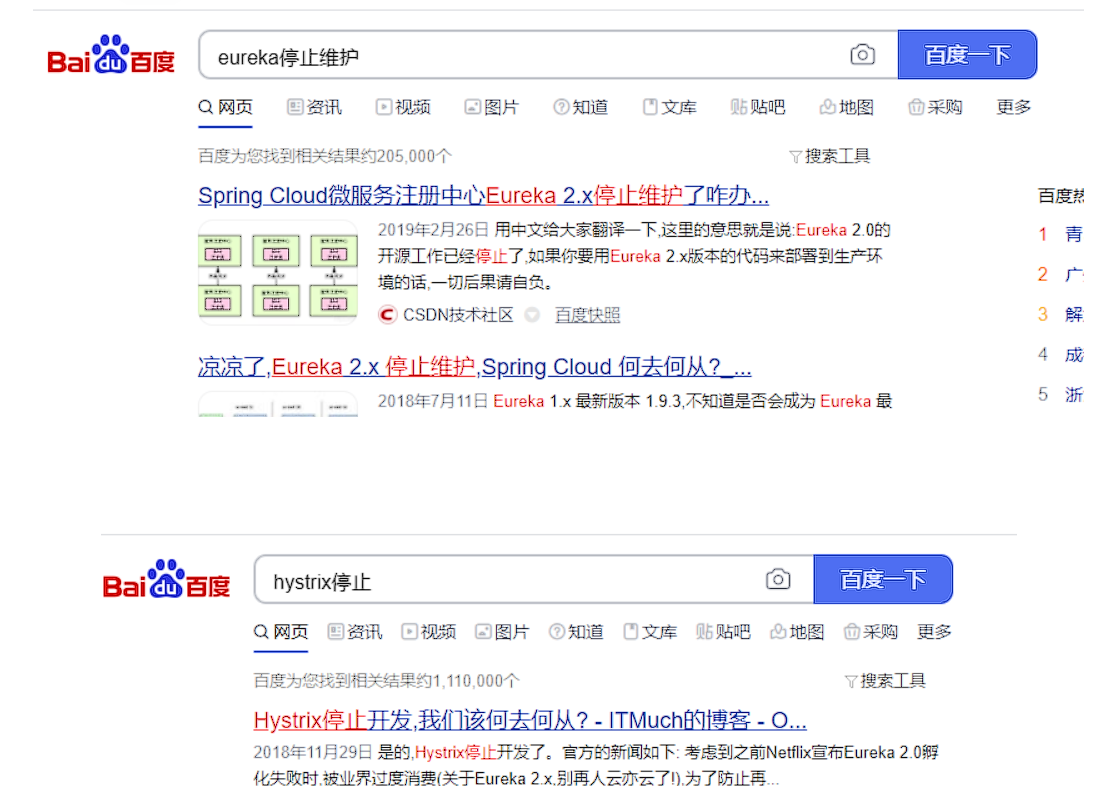 Bai du 百度
eureka停止维护
百度一下
网页 资讯 视频 图片 知道 文库 贴吧 地图 采购 更多
百度为您找到相关结果约205,000个
搜索工具
Spring Cloud微服务注册中心Eureka 2.x停止维护了咋办...
百度热
2019年2月26日 用中文给大家翻译一下,这里的意思就是说:Eureka 2.0的
1 青
开源工作已经停止了,如果你要用Eureka 2.x版本的代码来部署到生产环
2 广
境的话,一切后果请自负。
3 解
CSDN技术社区 百度快照
4 成
凉凉了,Eureka 2.x 停止维护,Spring Cloud 何去何从?_...
5 浙
2018年7月11日 Eureka 1.x 最新版本 1.9.3,不知道是否会成为 Eureka 最
Bai du 百度
hystrix停止
百度一下
网页 资讯 视频 图片 知道 文库 贴吧 地图 采购 更多
百度为您找到相关结果约1,110,000个
搜索工具
Hystrix停止开发,我们该何去何从? - ITMuch的博客 - O...
2018年11月29日 是的,Hystrix停止开发了。官方的新闻如下: 考虑到之前Netflix宣布Eureka 2.0孵
化失败时,被业界过度消费(关于Eureka 2.x,别再人云亦云了!),为了防止再...